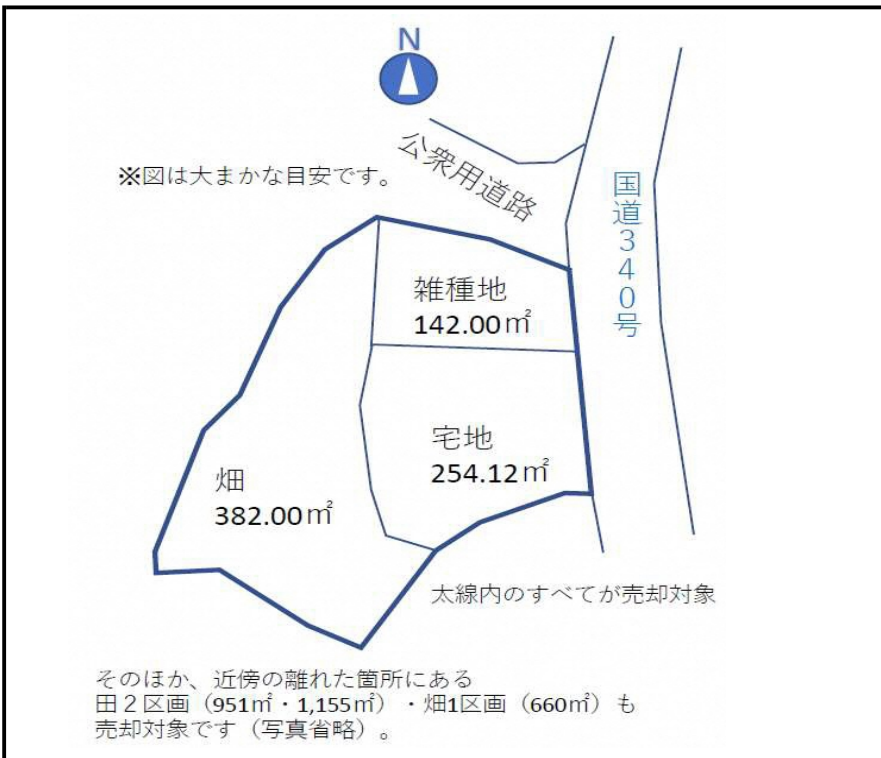 N
公衆用道路
※図は大まかな目安です。
国道340号
雑種地
142.00㎡
宅地
254.12㎡
畑
382.00㎡
太線内のすべてが売却対象
そのほか、近傍の離れた箇所にある
田2区画（951㎡・1,155㎡）・畑1区画（660㎡）も
売却対象です（写真省略）。